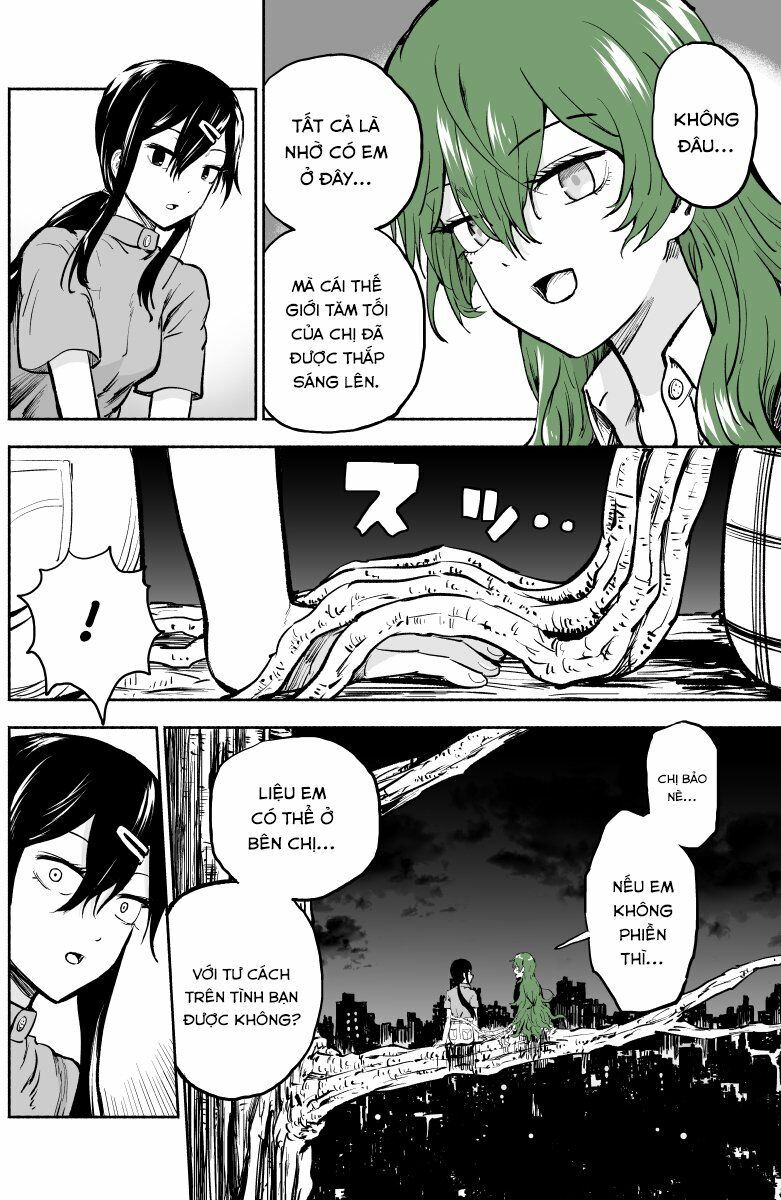 KHÔNG
ĐÂU...
TẤT CẢ LÀ
NHỜ CÓ EM
Ở ĐÂY...
MÀ CÁI THẾ
GIỚI TĂM TỐI
CỦA CHỊ ĐÃ
ĐƯỢC THẮP
SÁNG LÊN.
スッ..
!
CHỊ BẢO
NÈ...
NẾU EM
KHÔNG
PHIỀN
THÌ...
LIỆU EM
CÓ THỂ Ở
BÊN CHỊ...
VỚI TƯ CÁCH
TRÊN TÌNH BẠN
ĐƯỢC KHÔNG?